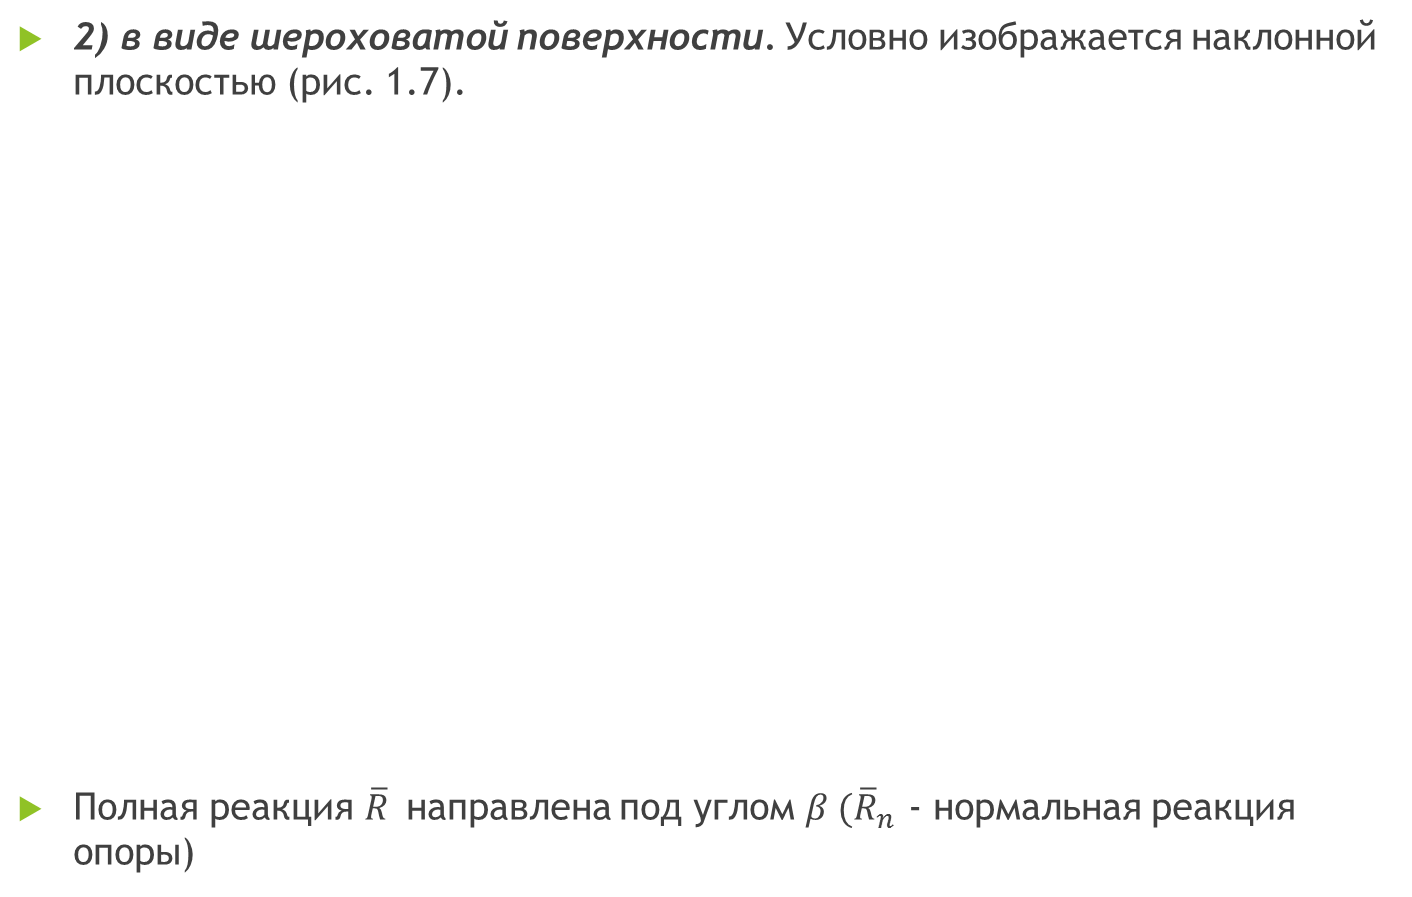 2) в виде шероховатой поверхности. Условно изображается наклонной
плоскостью (рис. 1.7).
Полная реакция R̄ направлена под углом β (R̄ₙ - нормальная реакция
опоры)